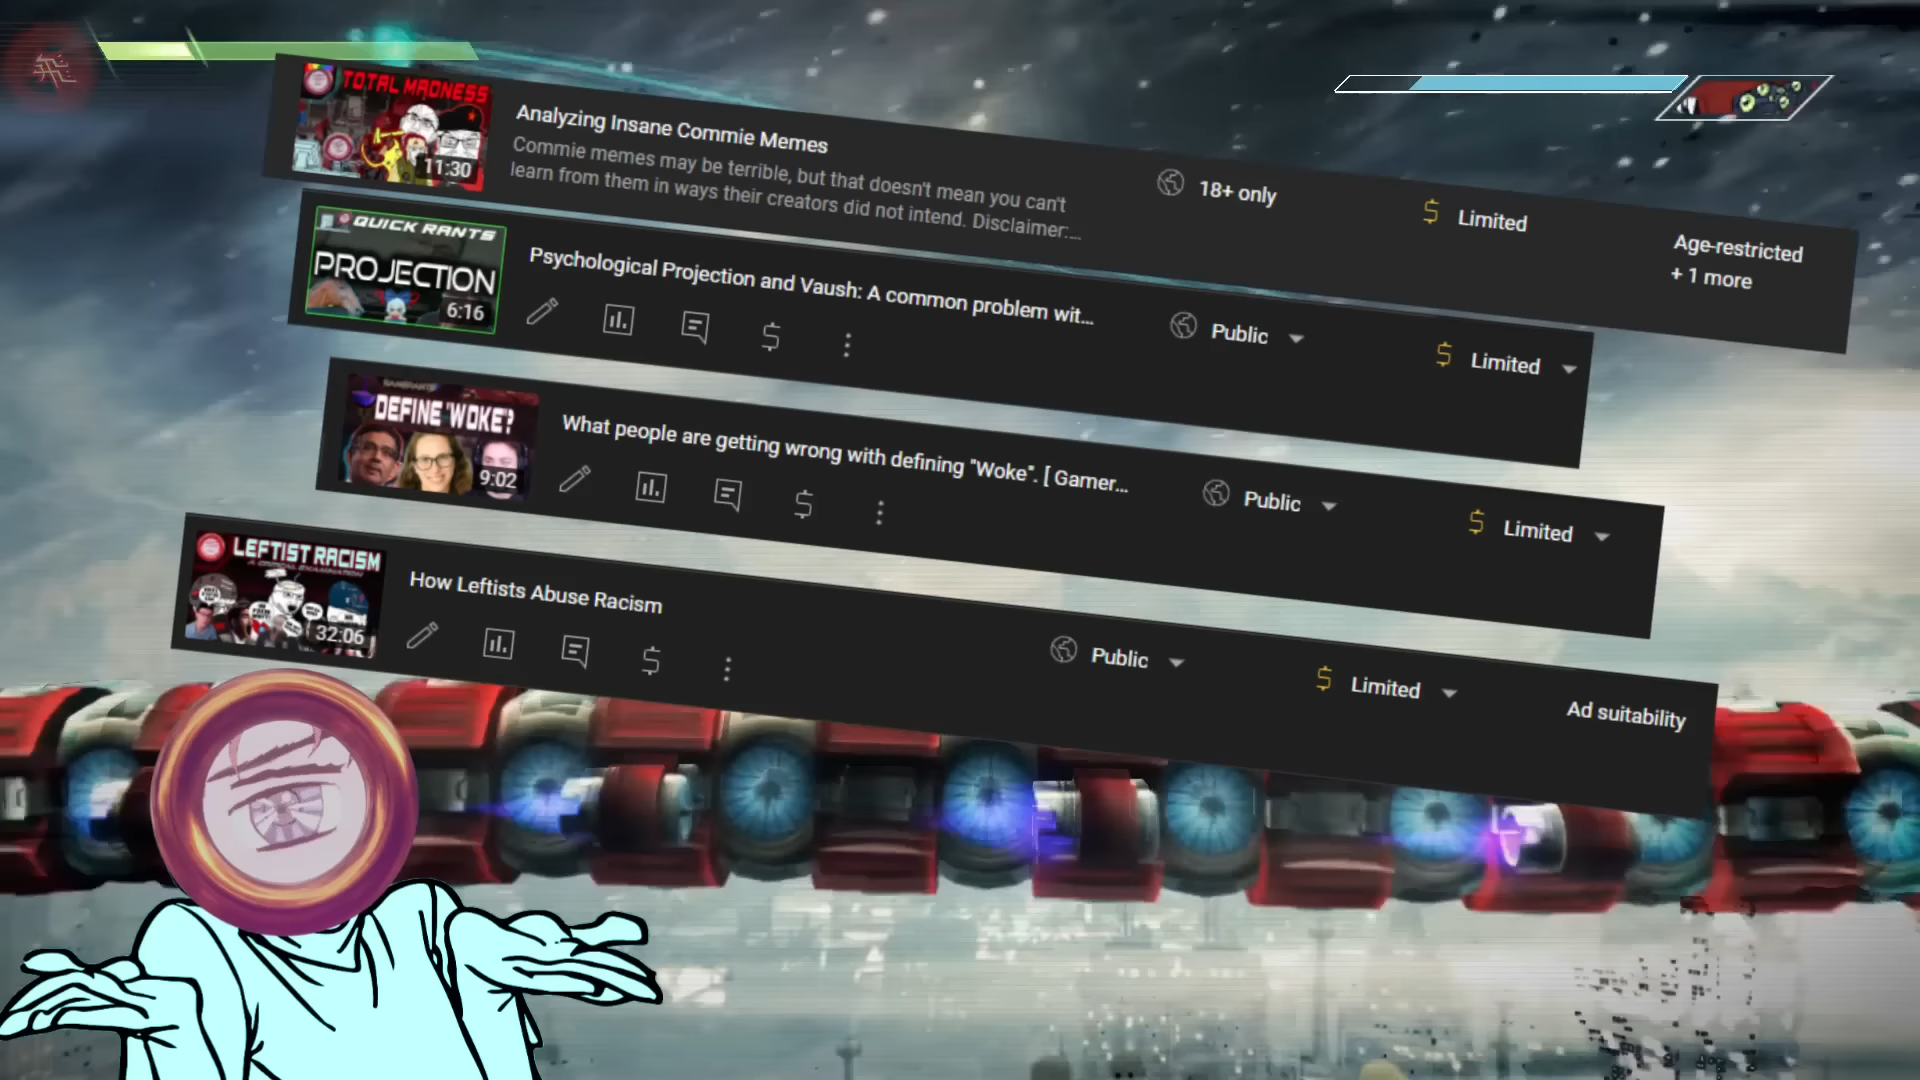 飛
TOTAL MADNESS
11:30
Analyzing Insane Commie Memes
Commie memes may be terrible, but that doesn't mean you can't
learn from them in ways their creators did not intend. Disclaimer:...
18+ only
$ Limited
Age-restricted
+ 1 more
QUICK RANTS
PROJECTION
6:16
Psychological Projection and Vaush: A common problem wit...
$
Public
$ Limited
DEFINE 'WOKE?
9:02
What people are getting wrong with defining "Woke". [ Gamer...
$
Public
$ Limited
LEFTIST RACISM
A CRITICAL EXAMINATION
32:06
How Leftists Abuse Racism
$
Public
$ Limited
Ad suitability